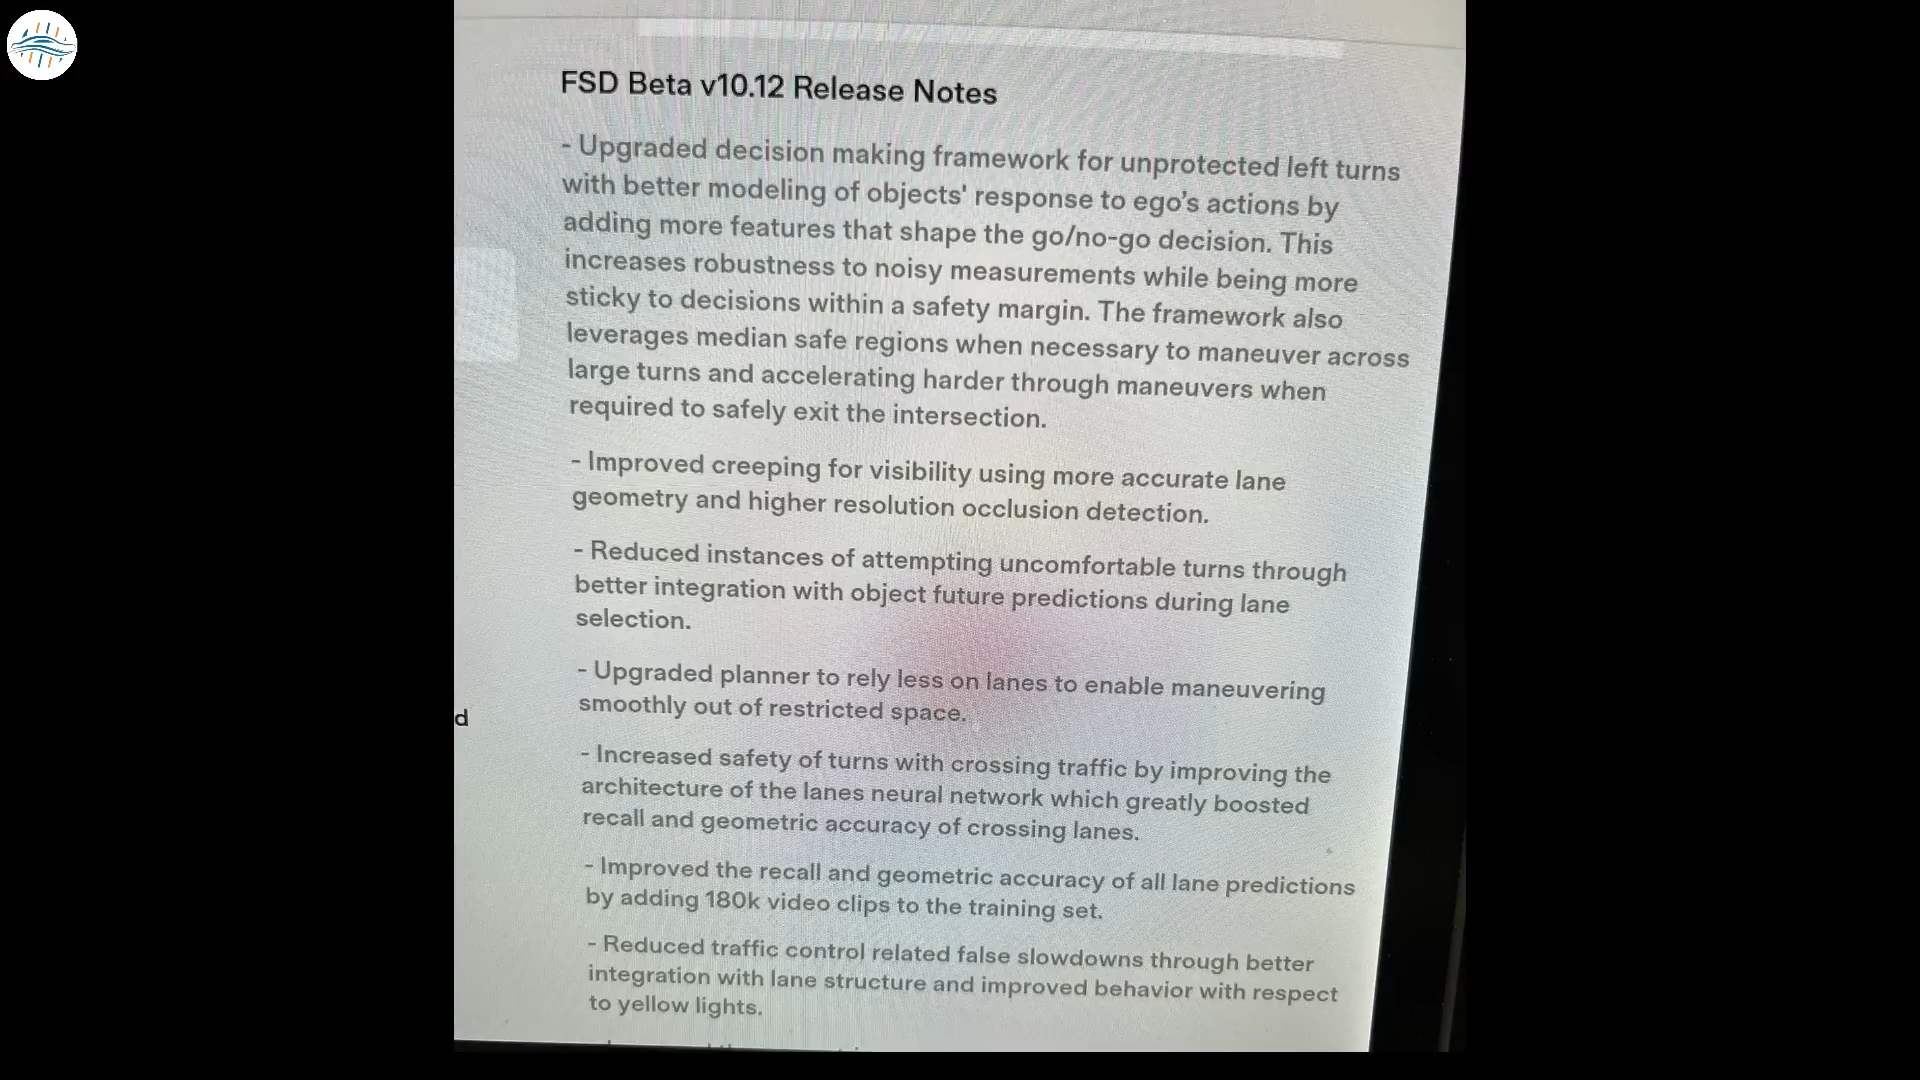 FSD Beta v10.12 Release Notes
- Upgraded decision making framework for unprotected left turns
with better modeling of objects' response to ego's actions by
adding more features that shape the go/no-go decision. This
increases robustness to noisy measurements while being more
sticky to decisions within a safety margin. The framework also
leverages median safe regions when necessary to maneuver across
large turns and accelerating harder through maneuvers when
required to safely exit the intersection.
- Improved creeping for visibility using more accurate lane
geometry and higher resolution occlusion detection.
- Reduced instances of attempting uncomfortable turns through
better integration with object future predictions during lane
selection.
- Upgraded planner to rely less on lanes to enable maneuvering
smoothly out of restricted space.
d
- Increased safety of turns with crossing traffic by improving the
architecture of the lanes neural network which greatly boosted
recall and geometric accuracy of crossing lanes.
- Improved the recall and geometric accuracy of all lane predictions
by adding 180k video clips to the training set.
- Reduced traffic control related false slowdowns through better
integration with lane structure and improved behavior with respect
to yellow lights.